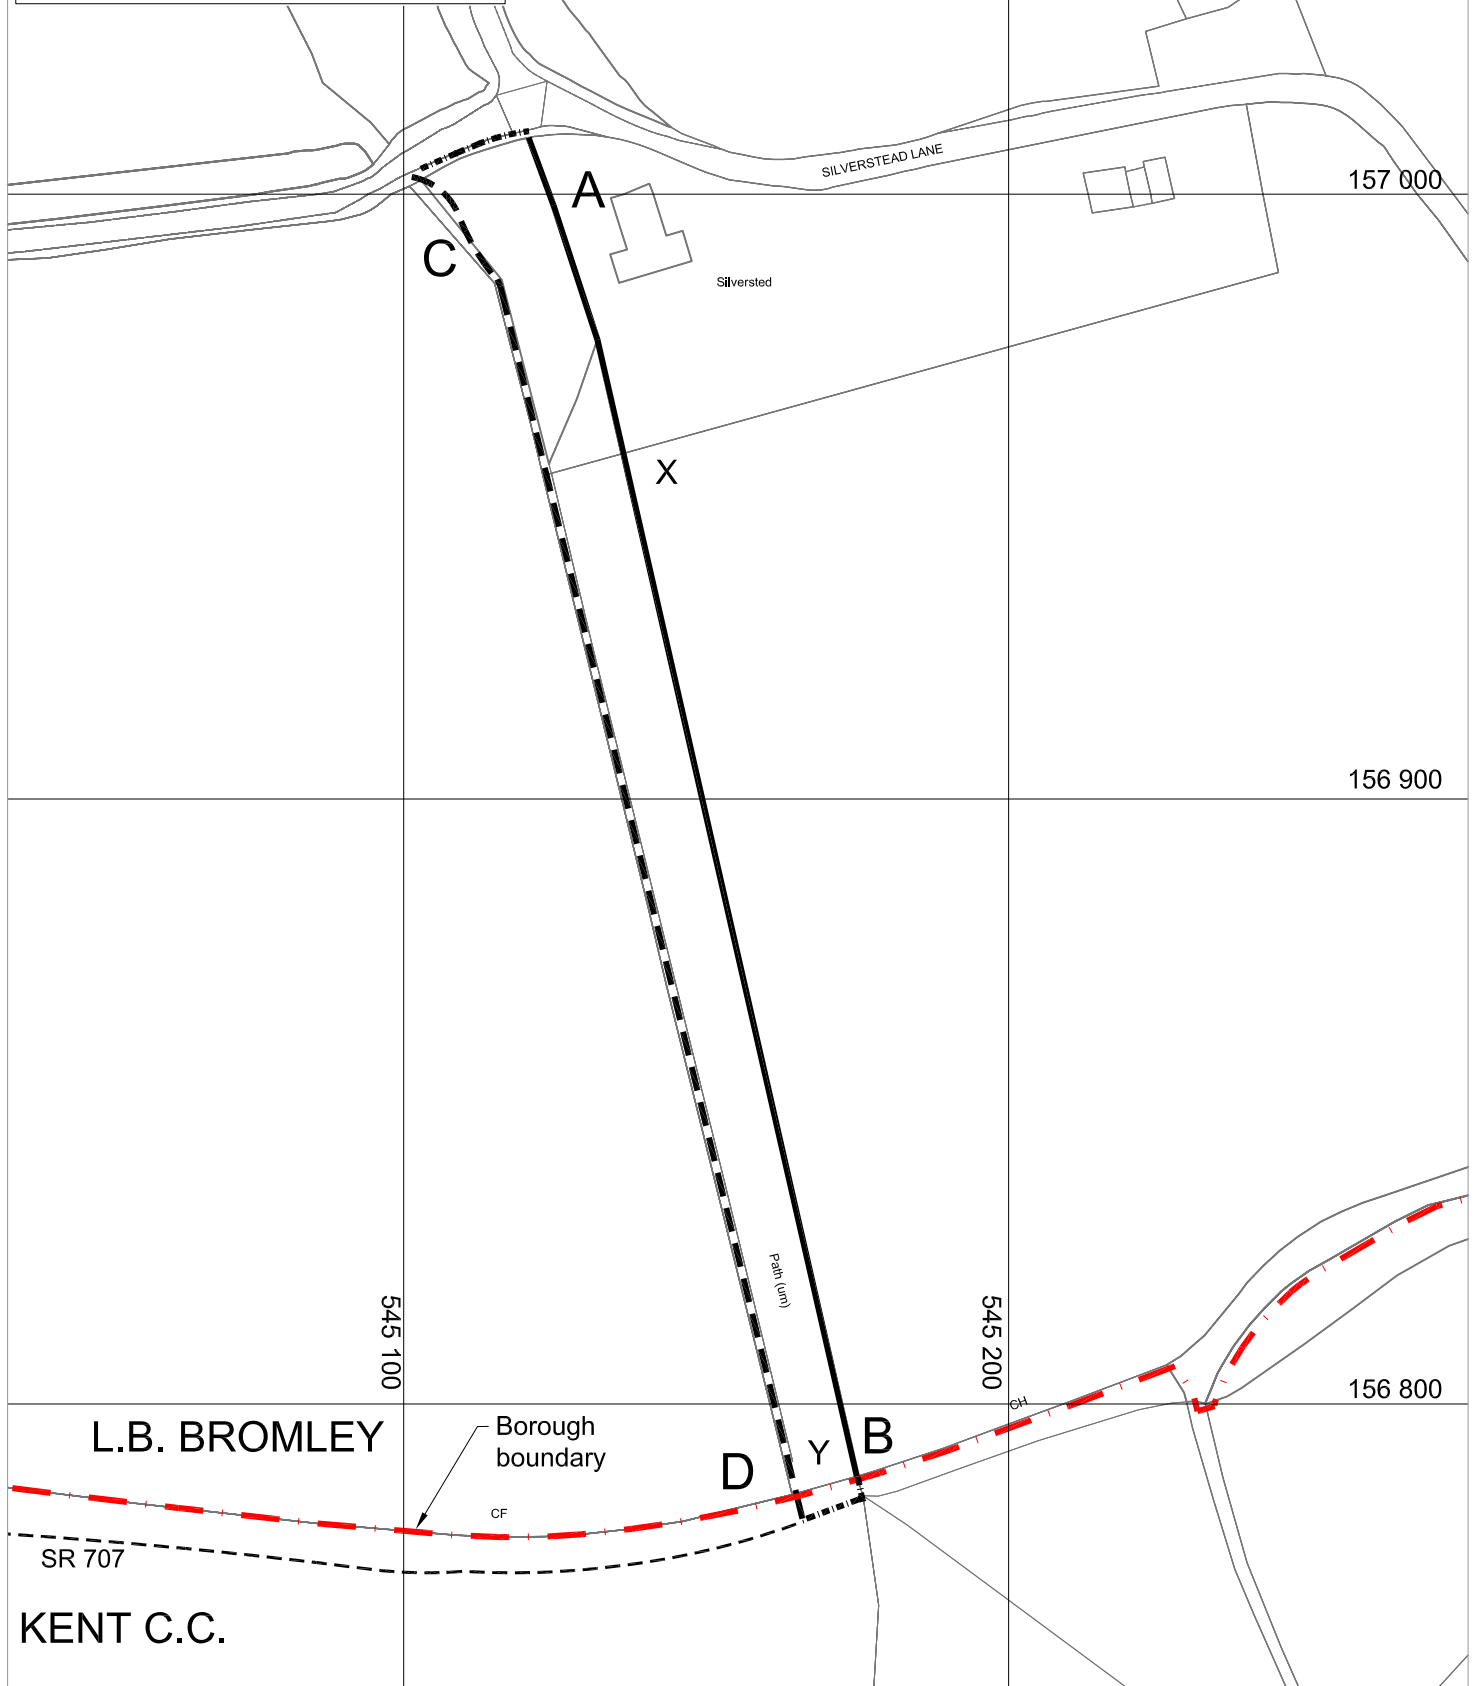 SILVERSTEAD LANE
157 000
A
C
Silversted
X
156 900
Path (um)
545 100
545 200
156 800
CH
L.B. BROMLEY
Borough
boundary
B
Y
D
CF
SR 707
KENT C.C.